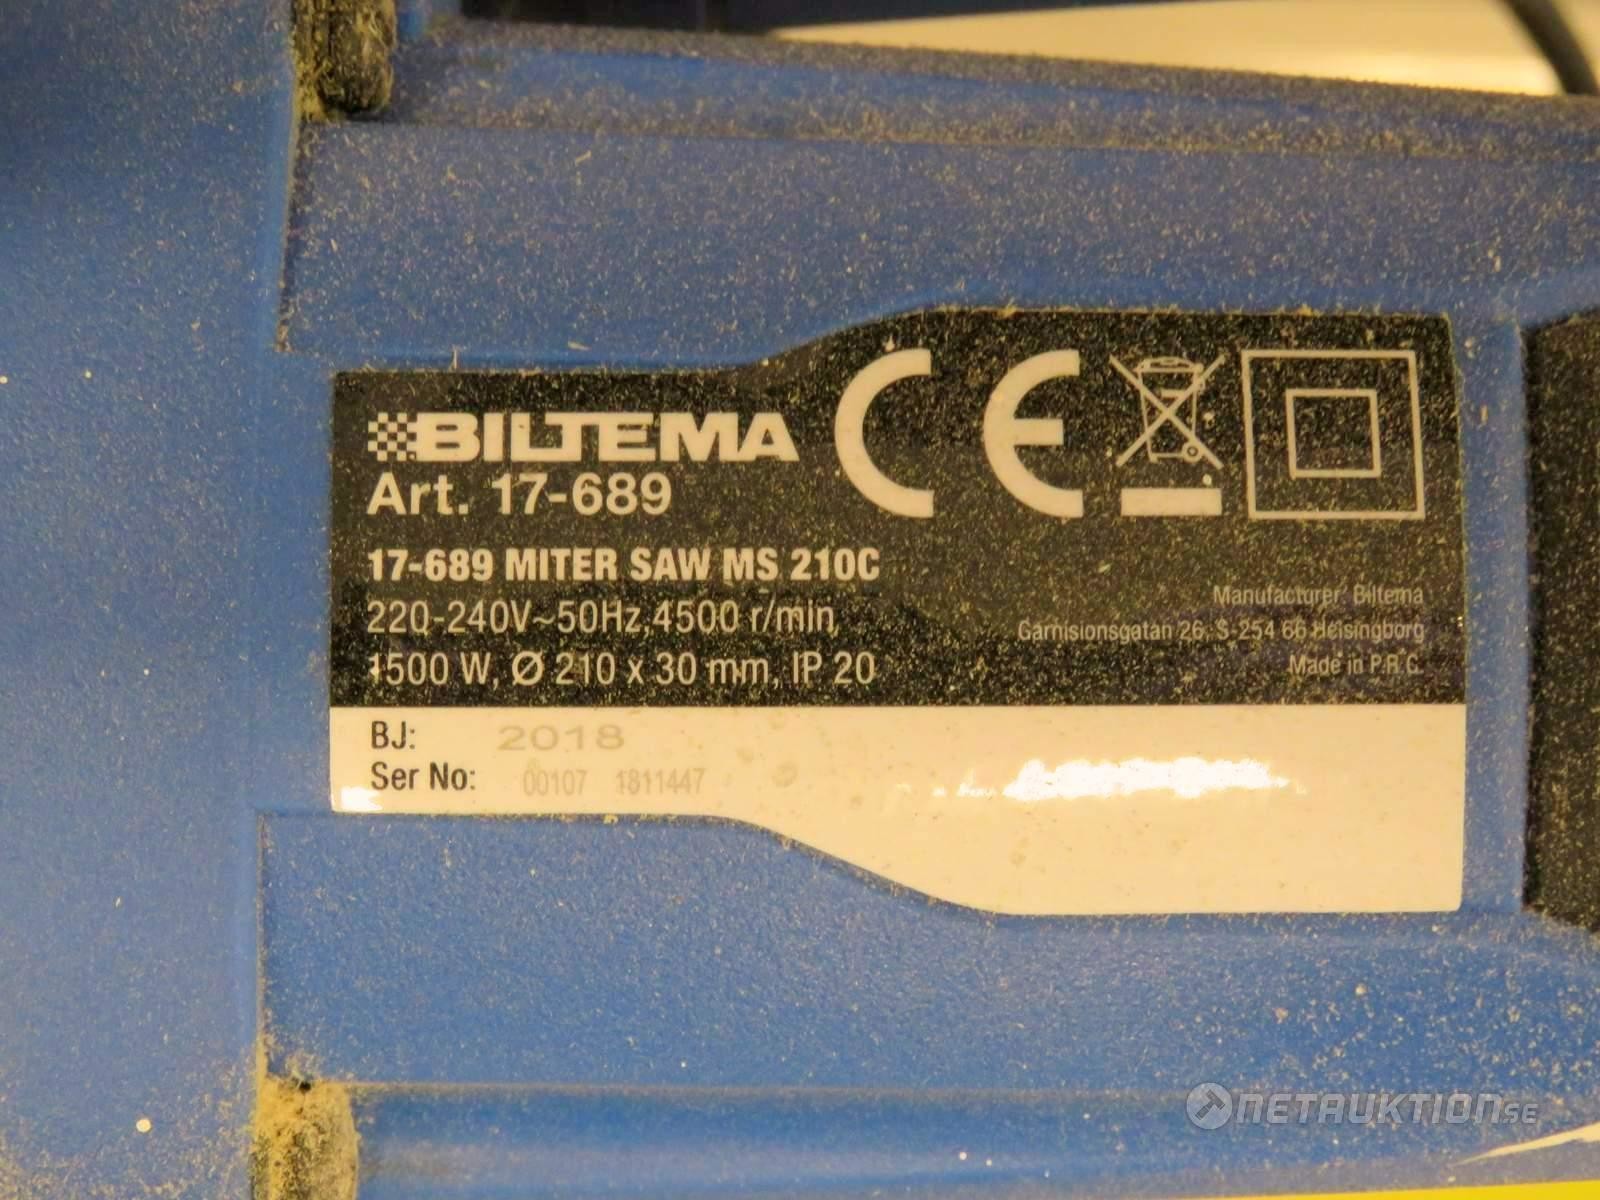 BILTEMA
Art. 17-689
17-689 MITER SAW MS 210C
220-240V~50Hz,4500 r/min,
1500 W, Ø 210 x 30 mm, IP 20
CE
Manufacturer: Biltema
Garnisionsgatan 26, S-254 66 Helsingborg
Made in P.R.C.
BJ: 2018
Ser No: 00107 1811447
NETAUKTION.SE